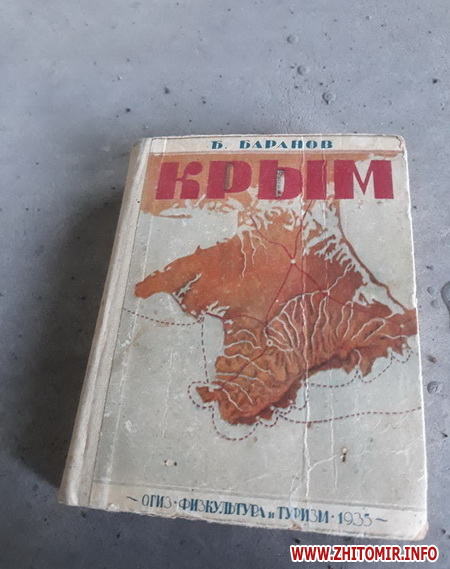 Б. БАРАНОВ
КРЫМ
~ ОГИЗ · ФИЗКУЛЬТУРА и ТУРИЗМ · 1935 ~
WWW.ZHITOMIR.INFO